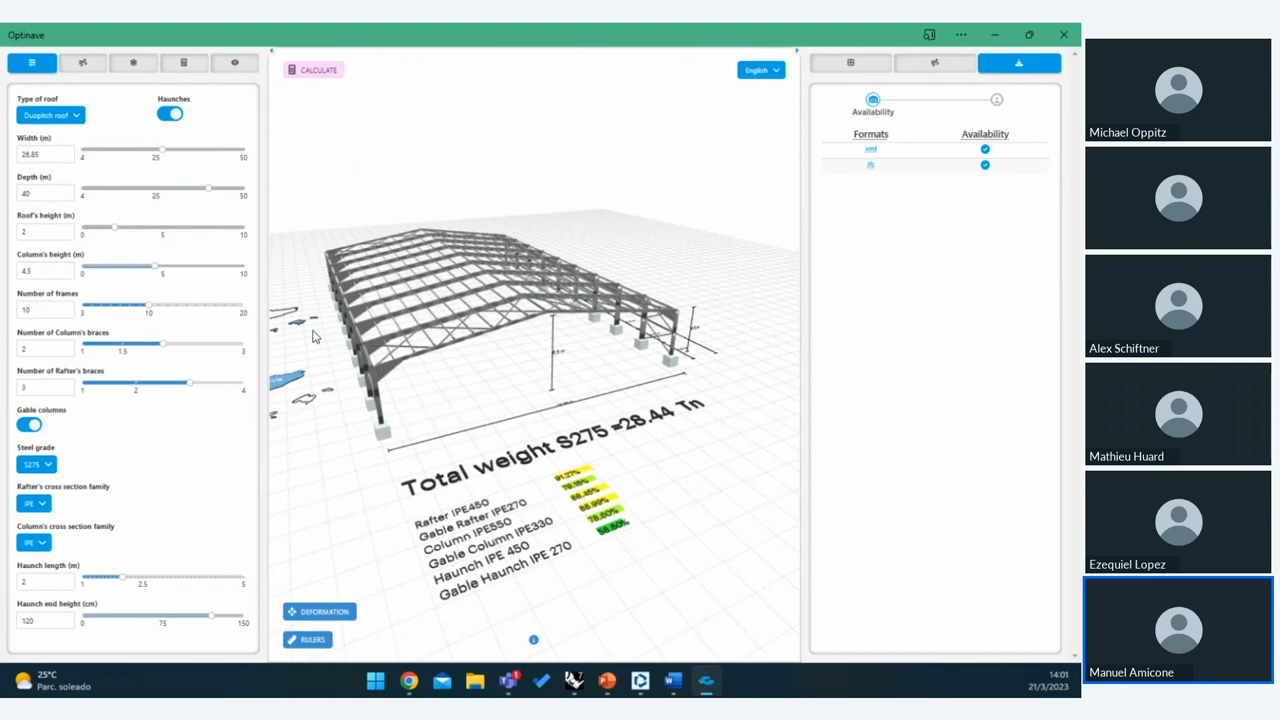 Optinave
CALCULATE
English
Type of roof
Haunches
Duopitch roof
Width (m)
26.85
4
25
50
Depth (m)
40
4
25
50
Roof's height (m)
2
0
5
10
Column's height (m)
4.5
0
5
10
Number of frames
10
3
10
20
Number of Column's braces
2
1
1.5
3
Number of Rafter's braces
3
1
2
4
Gable columns
Steel grade
S275
Rafter's cross section family
IPE
Column's cross section family
IPE
Haunch length (m)
2
1
2.5
5
Haunch end height (cm)
120
0
75
150
Total weight S275 =28.44 Tn
Rafter IPE450
Gable Rafter IPE270
Column IPE550
Gable Column IPE330
Haunch IPE 450
Gable Haunch IPE 270
DEFORMATION
RULERS
Availability
Formats
Availability
xml
ifc
Michael Oppitz
Alex Schiftner
Mathieu Huard
Ezequiel Lopez
Manuel Amicone
25°C
Parc. soleado
14:01
21/3/2023